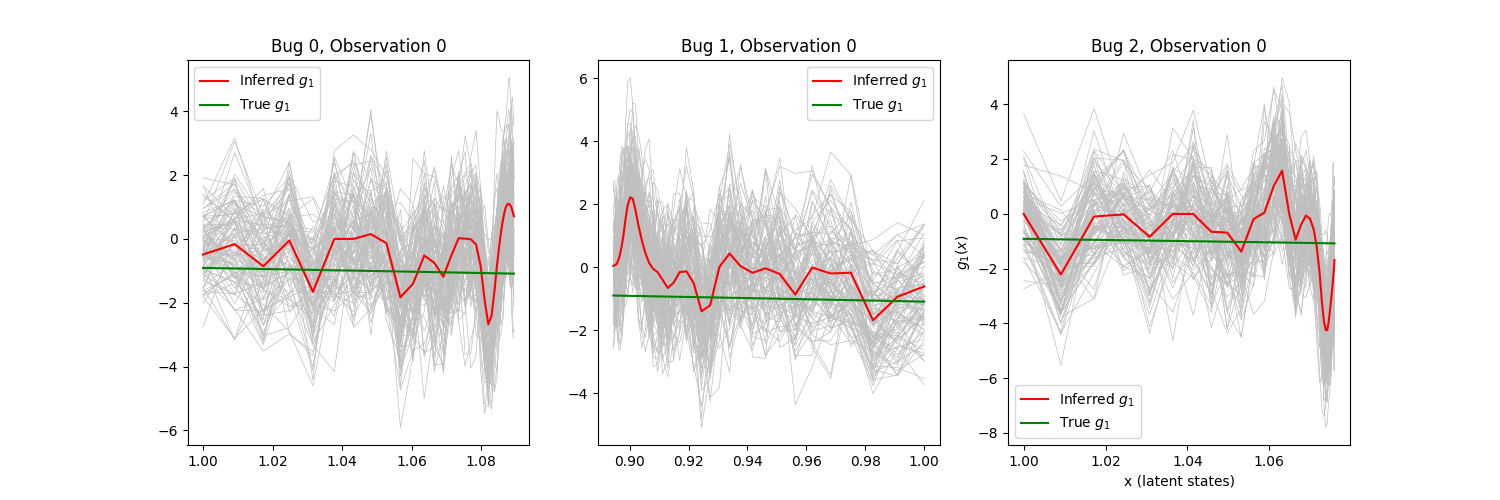 Bug 0, Observation 0
Inferred g₁
True g₁
4
2
0
−2
−4
−6
1.00 1.02 1.04 1.06 1.08
Bug 1, Observation 0
Inferred g₁
True g₁
6
4
2
0
−2
−4
0.90 0.92 0.94 0.96 0.98 1.00
Bug 2, Observation 0
g₁(x)
4
2
0
−2
−4
−6
−8
Inferred g₁
True g₁
1.00 1.02 1.04 1.06
x (latent states)